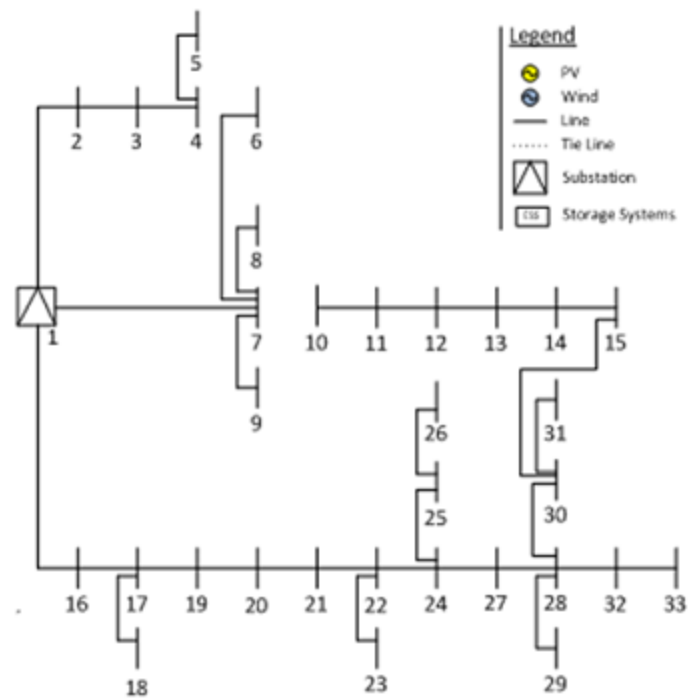 Legend
PV
Wind
Line
Tie Line
Substation
Storage Systems
5
2 3 4 6
8
1
7 10 11 12 13 14 15
9
26 31
25 30
16 17 19 20 21 22 24 27 28 32 33
18 23 29